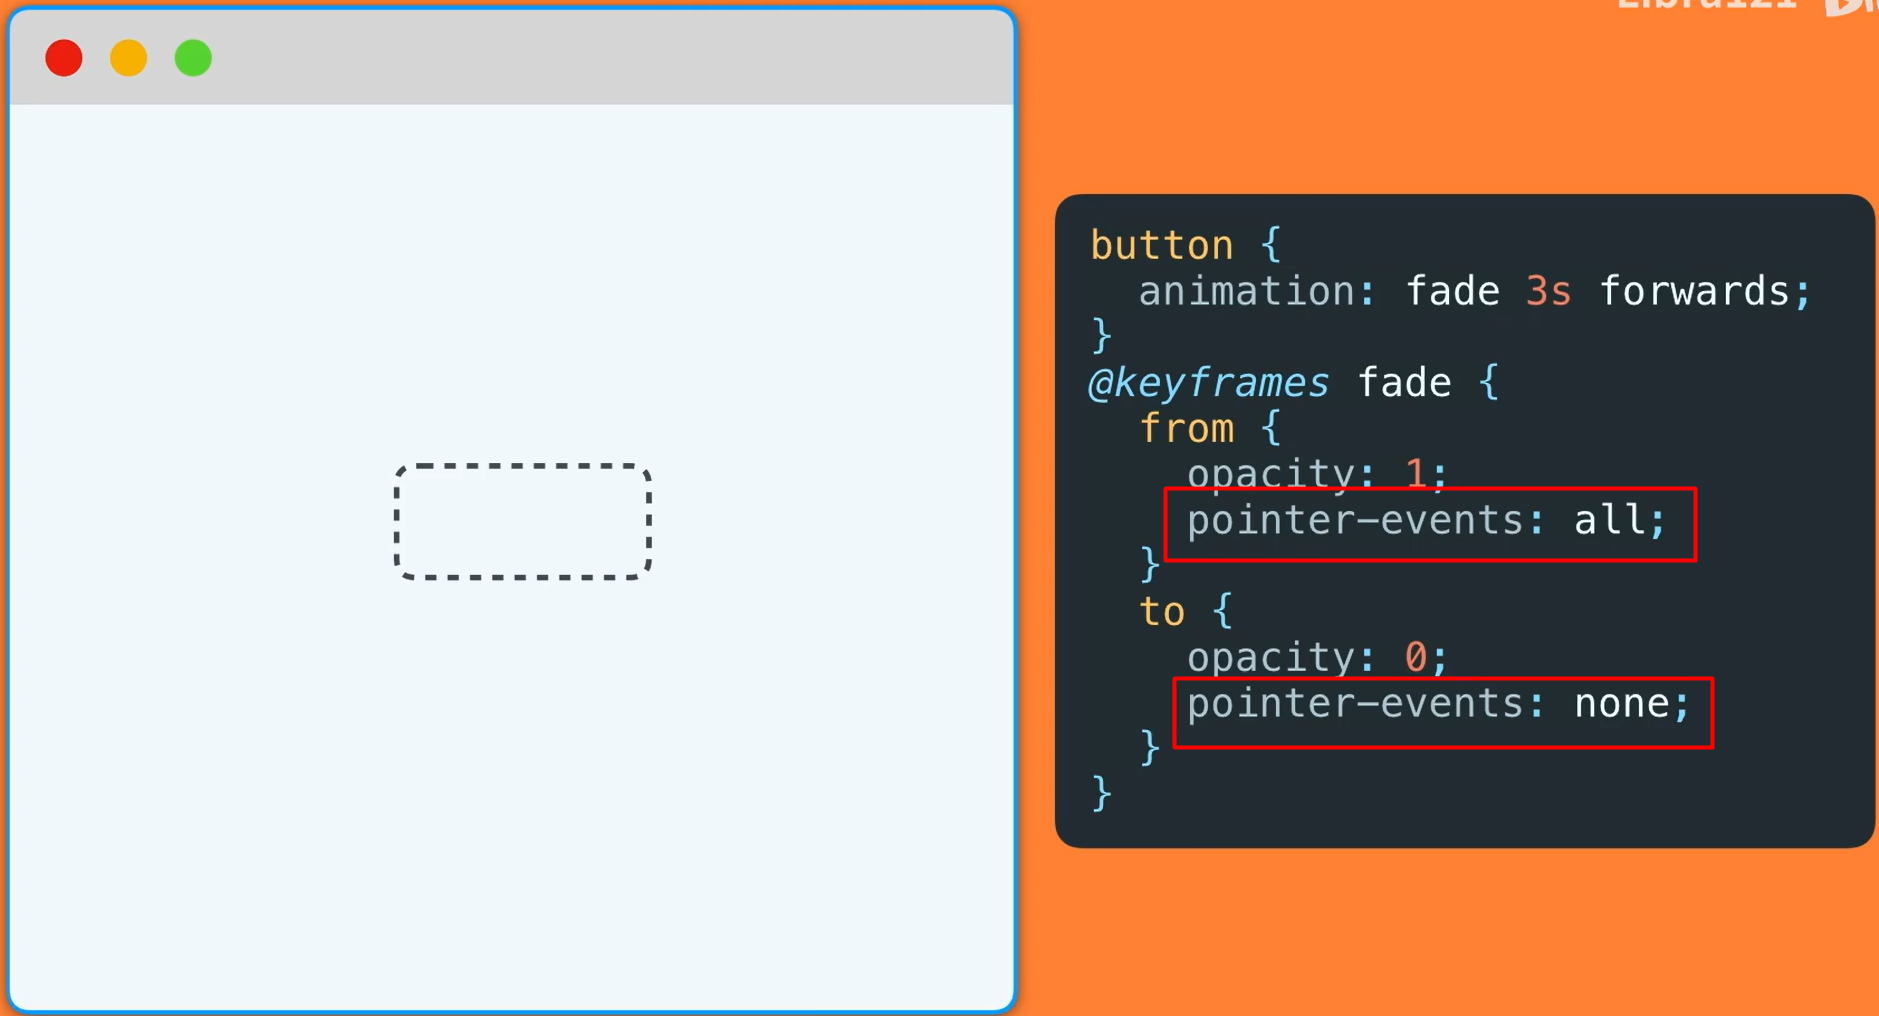 button {
  animation: fade 3s forwards;
}
@keyframes fade {
  from {
    opacity: 1;
    pointer-events: all;
  }
  to {
    opacity: 0;
    pointer-events: none;
  }
}